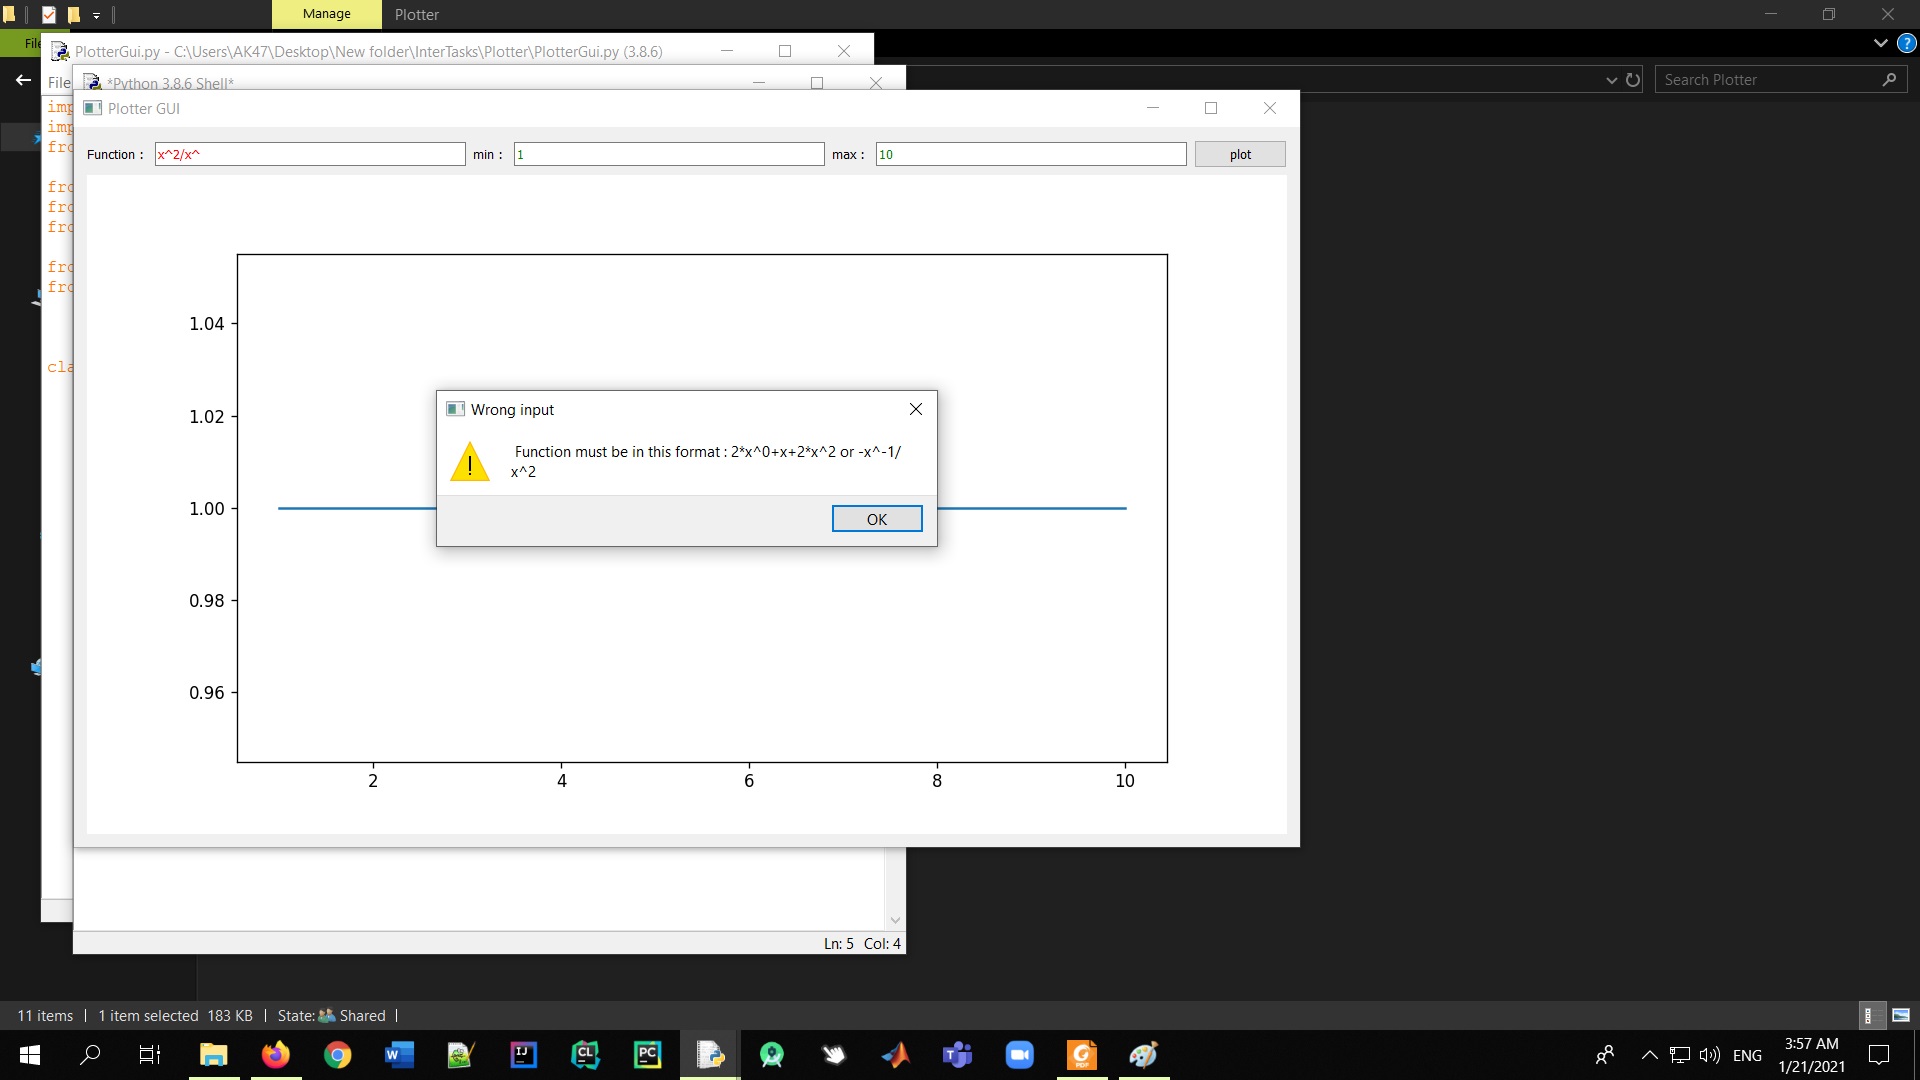 Manage
Plotter
File
PlotterGui.py - C:\Users\AK47\Desktop\New folder\InterTasks\Plotter\PlotterGui.py (3.8.6)
Search Plotter
File
*Python 3.8.6 Shell*
imp
imp
fro
fro
fro
fro
fro
fro
cla
Plotter GUI
Function :
x^2/x^
min :
1
max :
10
plot
1.04
1.02
1.00
0.98
0.96
2
4
6
8
10
Wrong input
Function must be in this format : 2*x^0+x+2*x^2 or -x^-1/
x^2
OK
Ln: 5 Col: 4
11 items
1 item selected 183 KB
State: Shared
ENG
3:57 AM
1/21/2021